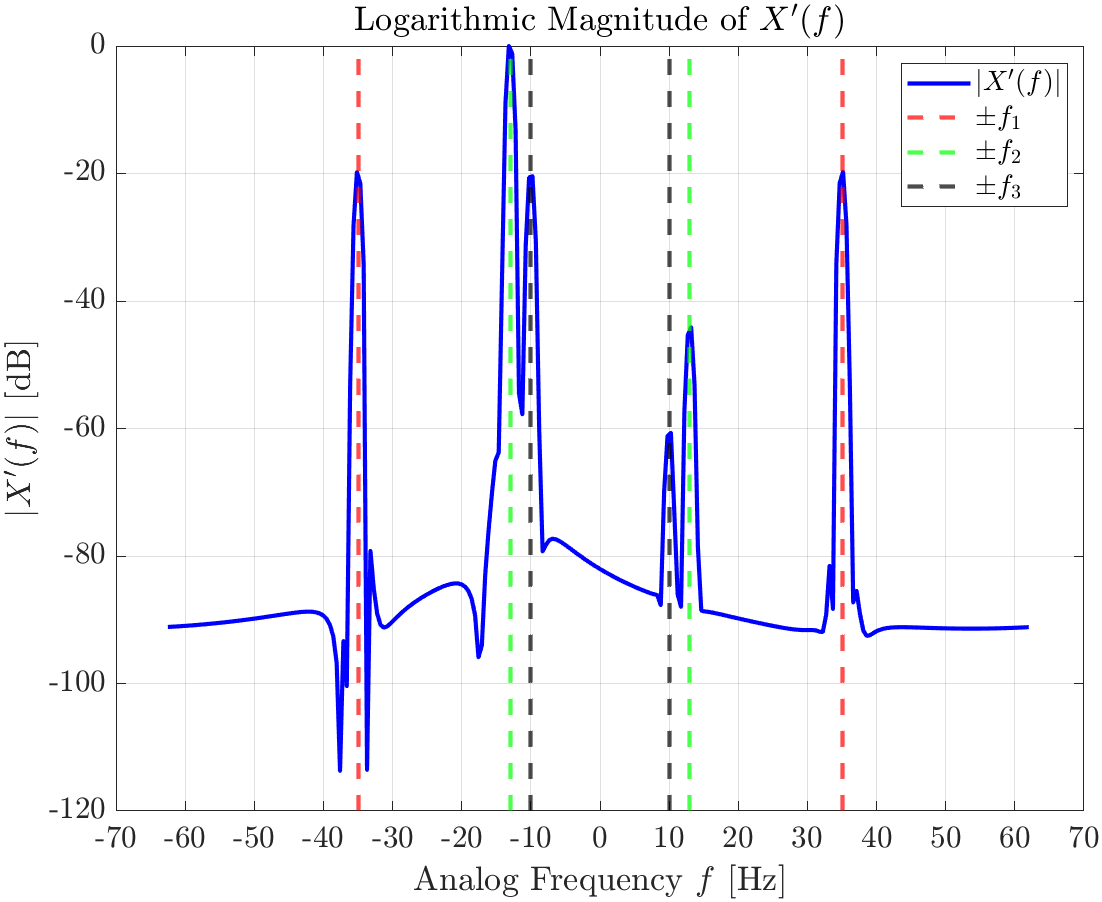 Logarithmic Magnitude of X′(f)
|X′(f)| [dB]
0
-20
-40
-60
-80
-100
-120
|X′(f)|
±f₁
±f₂
±f₃
-70 -60 -50 -40 -30 -20 -10 0 10 20 30 40 50 60 70
Analog Frequency f [Hz]